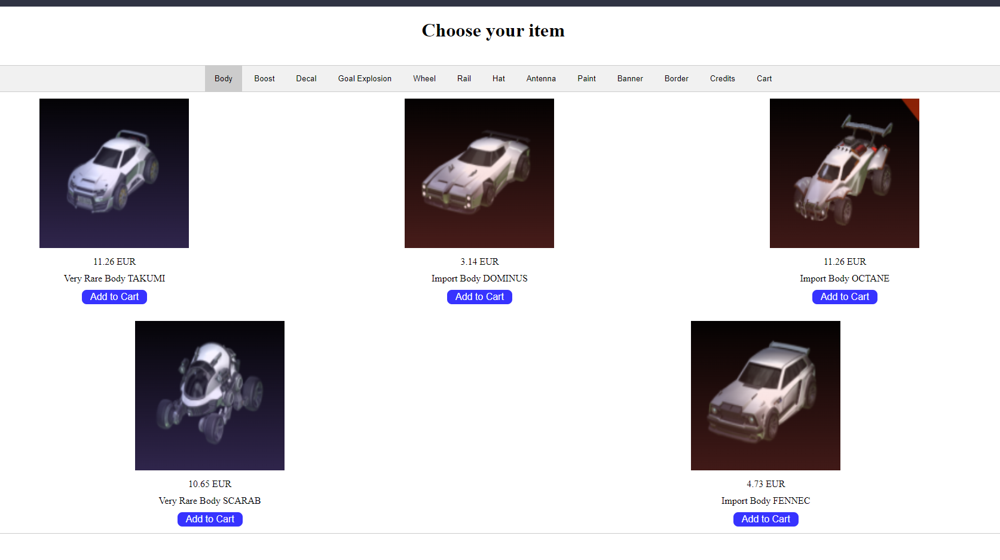 Choose your item
Body Boost Decal Goal Explosion Wheel Rail Hat Antenna Paint Banner Border Credits Cart
11.26 EUR
Very Rare Body TAKUMI
Add to Cart
3.14 EUR
Import Body DOMINUS
Add to Cart
11.26 EUR
Import Body OCTANE
Add to Cart
10.65 EUR
Very Rare Body SCARAB
Add to Cart
4.73 EUR
Import Body FENNEC
Add to Cart